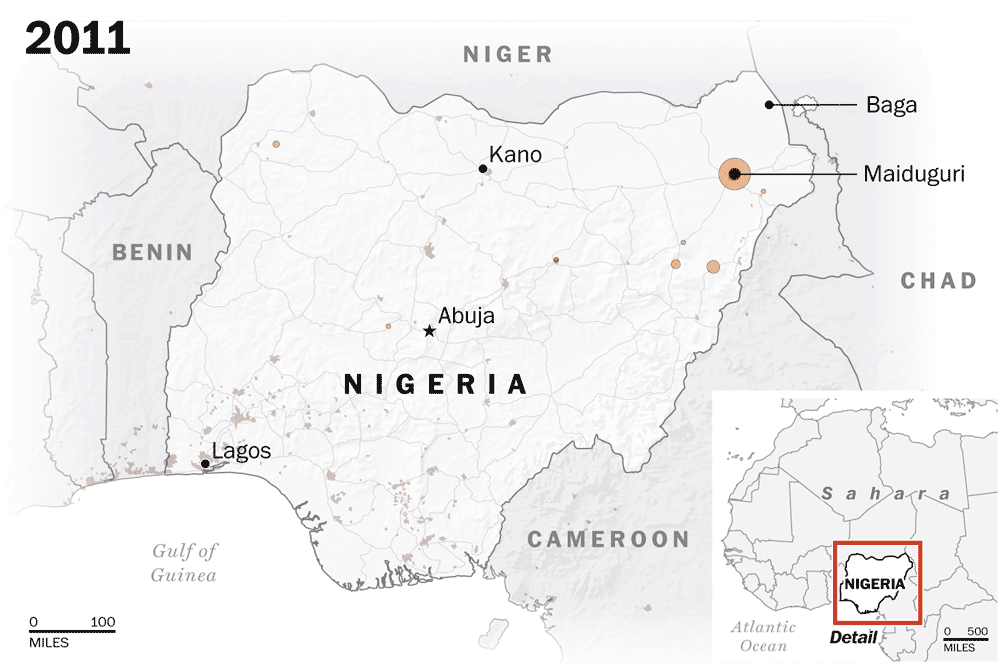 2011
NIGER
Baga
Kano
Maiduguri
BENIN
CHAD
Abuja
NIGERIA
Lagos
Sahara
CAMEROON
Gulf of
Guinea
NIGERIA
0 100
MILES
Atlantic
Ocean
Detail
0 500
MILES